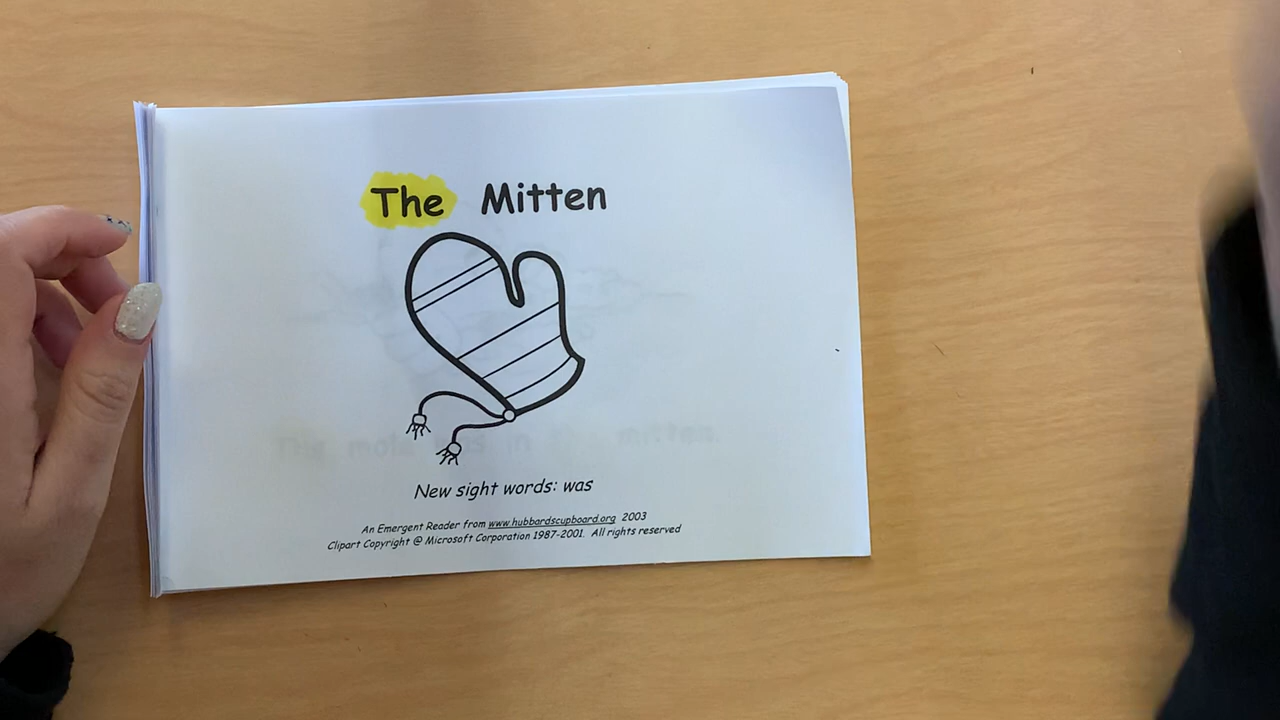 The Mitten
New sight words: was
An Emergent Reader from www.hubbardscupboard.org 2003
Clipart Copyright @ Microsoft Corporation 1987-2001. All rights reserved